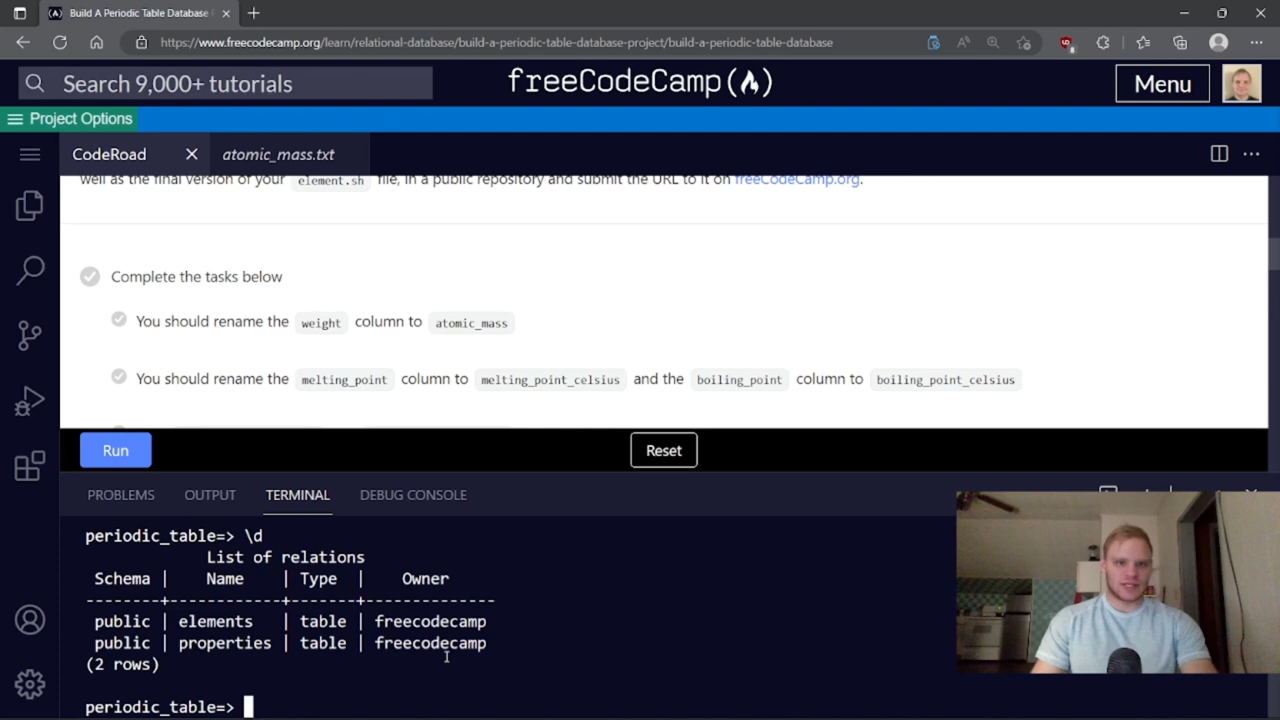 Build A Periodic Table Database
https://www.freecodecamp.org/learn/relational-database/build-a-periodic-table-database-project/build-a-periodic-table-database
Search 9,000+ tutorials
freeCodeCamp
Menu
Project Options
CodeRoad
atomic_mass.txt
well as the final version of your element.sh file, in a public repository and submit the URL to it on freeCodeCamp.org.
Complete the tasks below
You should rename the weight column to atomic_mass
You should rename the melting_point column to melting_point_celsius and the boiling_point column to boiling_point_celsius
Run
Reset
PROBLEMS OUTPUT TERMINAL DEBUG CONSOLE
periodic_table=> \d
List of relations
Schema | Name | Type | Owner
--------+------------+-------+--------------
public | elements | table | freecodecamp
public | properties | table | freecodecamp
(2 rows)
periodic_table=>